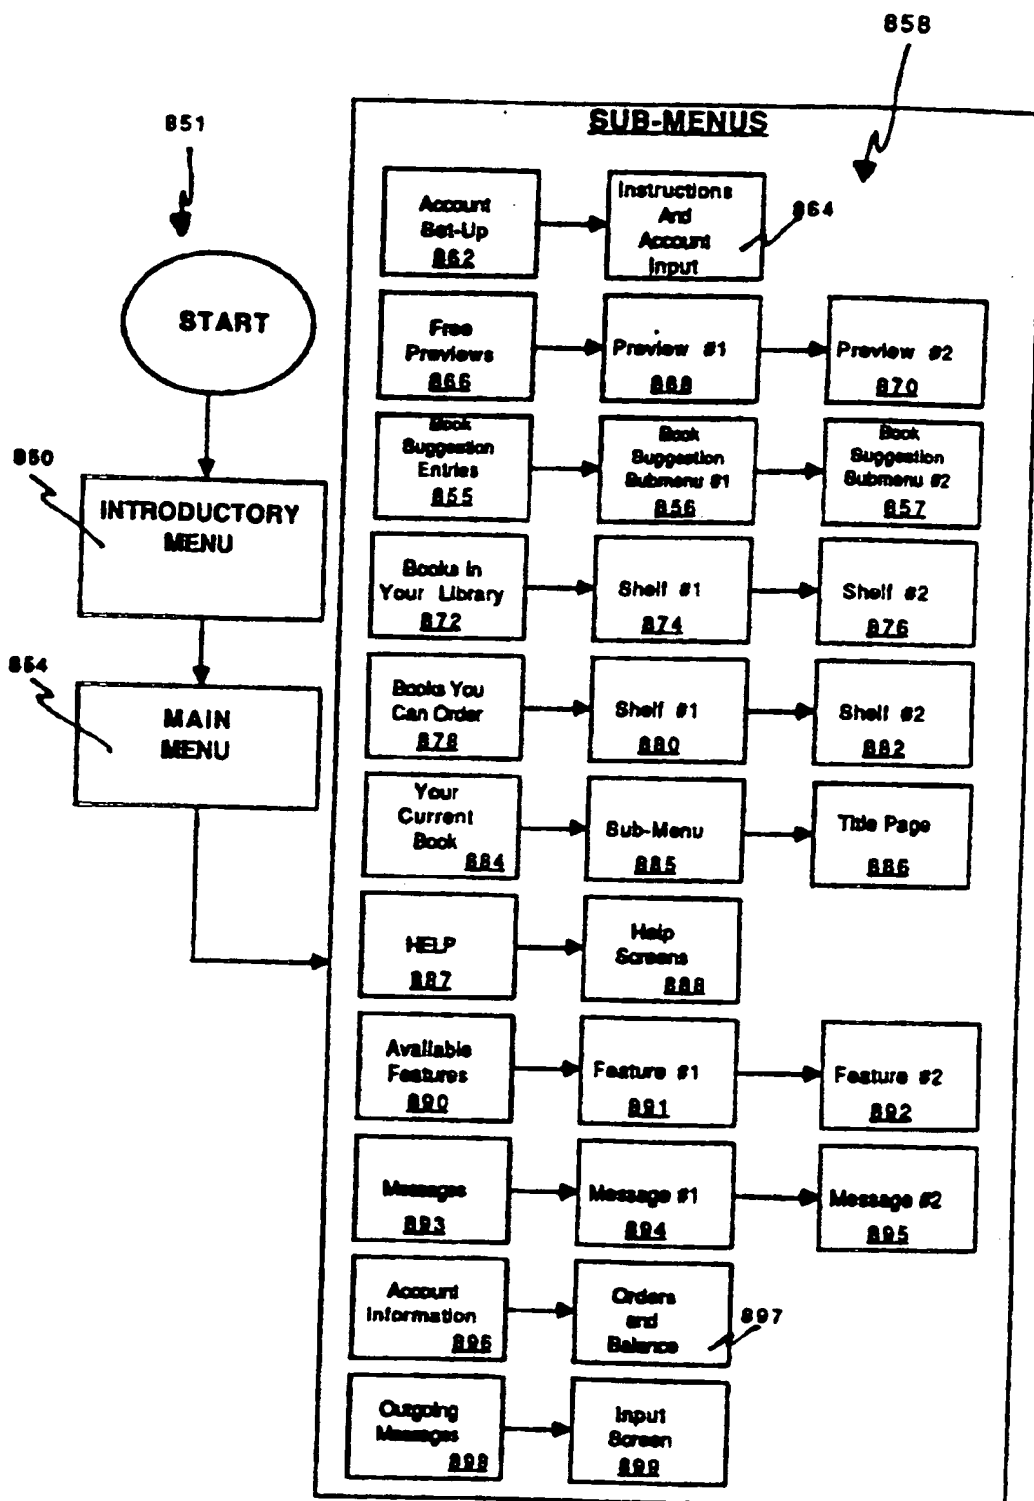 858
851
SUB-MENUS
START
850
INTRODUCTORY
MENU
854
MAIN
MENU
Account
Set-Up
862
Instructions
And
Account
Input
864
Free
Previews
866
Preview #1
868
Preview #2
870
Book
Suggestion
Entries
855
Book
Suggestion
Submenu #1
856
Book
Suggestion
Submenu #2
857
Books In
Your Library
872
Shelf #1
874
Shelf #2
876
Books You
Can Order
878
Shelf #1
880
Shelf #2
882
Your
Current
Book
884
Sub-Menu
885
Title Page
886
HELP
887
Help
Screens
888
Available
Features
890
Feature #1
891
Feature #2
892
Messages
893
Message #1
894
Message #2
895
Account
Information
896
Orders
and
Balance
897
Outgoing
Messages
898
Input
Screen
899